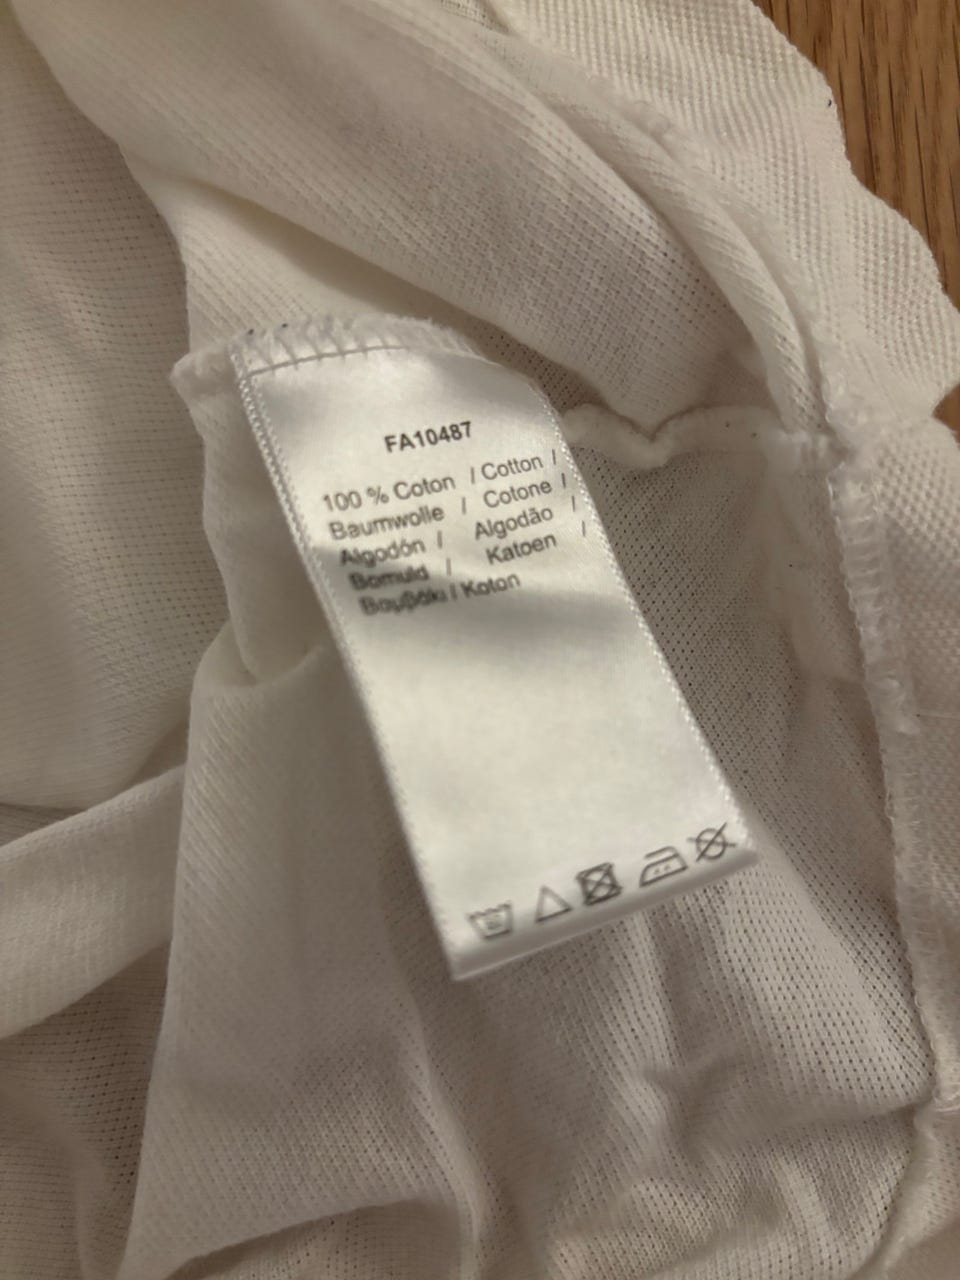 FA10487
100 % Coton / Cotton /
Baumwolle / Cotone /
Algodón / Algodão /
Bomuld / Katoen /
Βαμβάκι / Koton